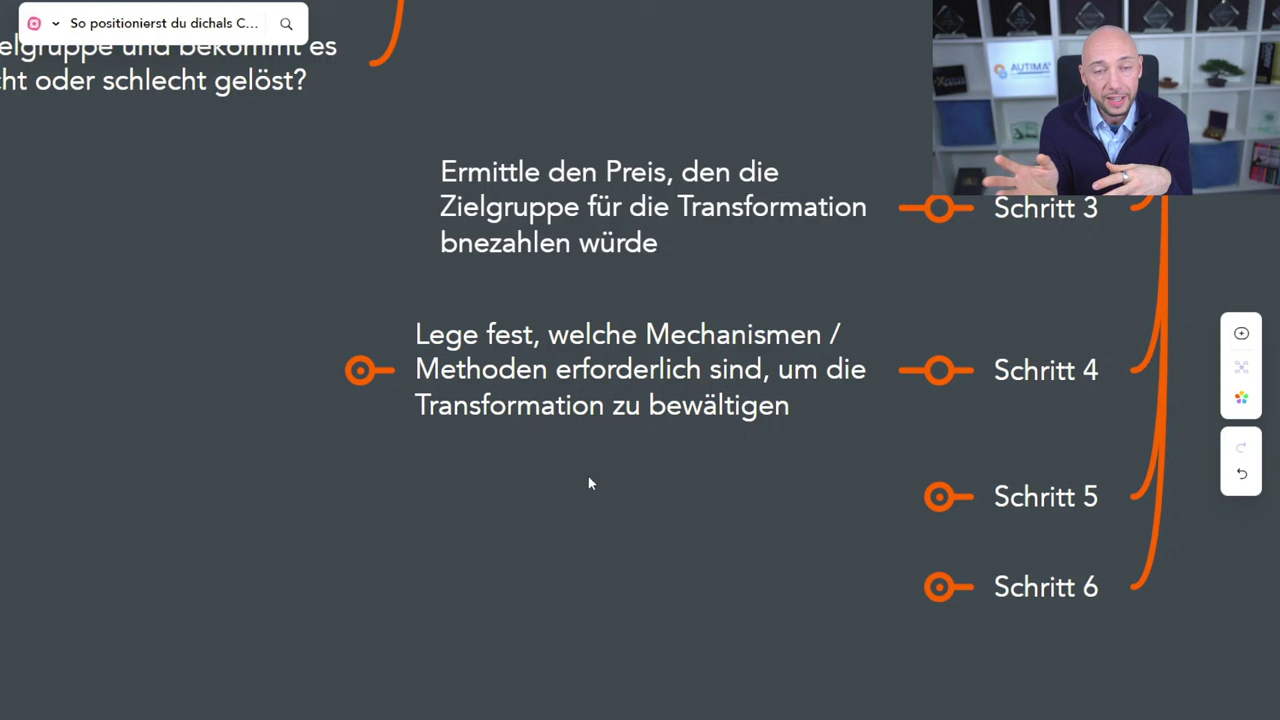 So positionierst du dichals C...
elgruppe und bekommt es
cht oder schlecht gelöst?
AUTIMA
Ermittle den Preis, den die
Zielgruppe für die Transformation
bnezahlen würde
Schritt 3
Lege fest, welche Mechanismen /
Methoden erforderlich sind, um die
Transformation zu bewältigen
Schritt 4
Schritt 5
Schritt 6